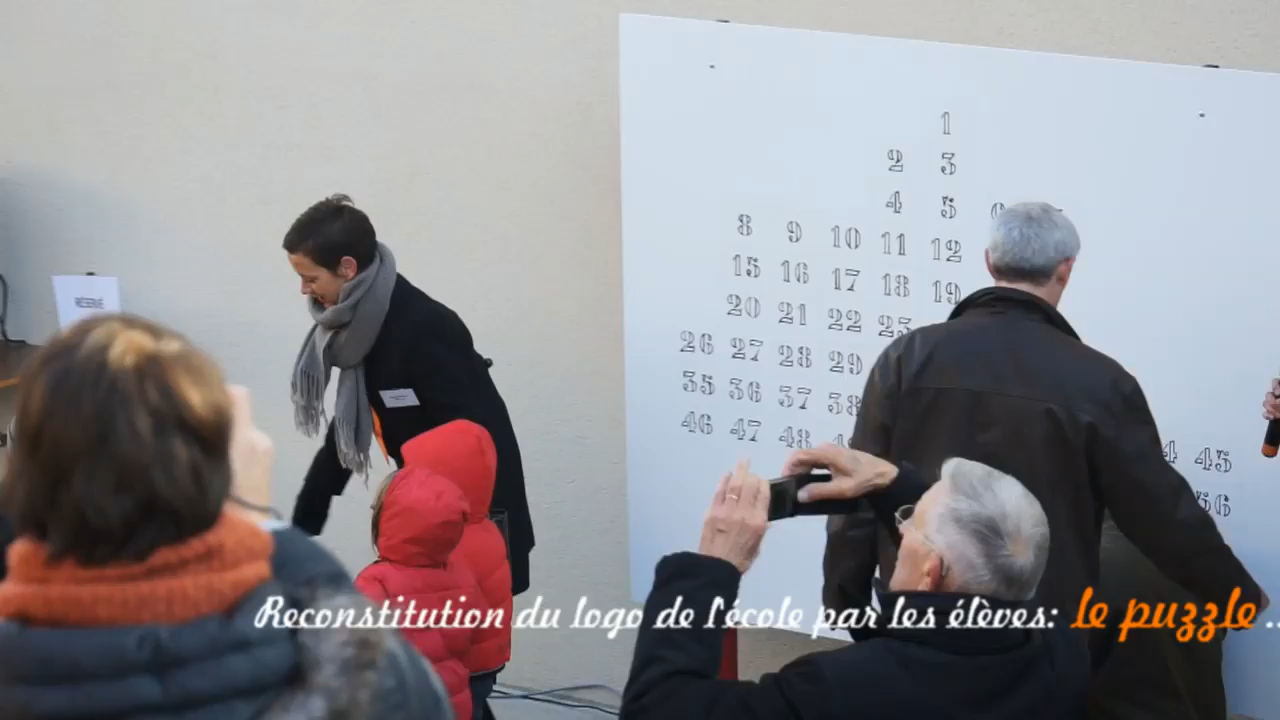 1
2 3
4 5
8 9 10 11 12
15 16 17 18 19
20 21 22 23
26 27 28 29
35 36 37 38
46 47 48
45
56
RÉSERVÉ
Reconstitution du logo de l'école par les élèves: le puzzle ..